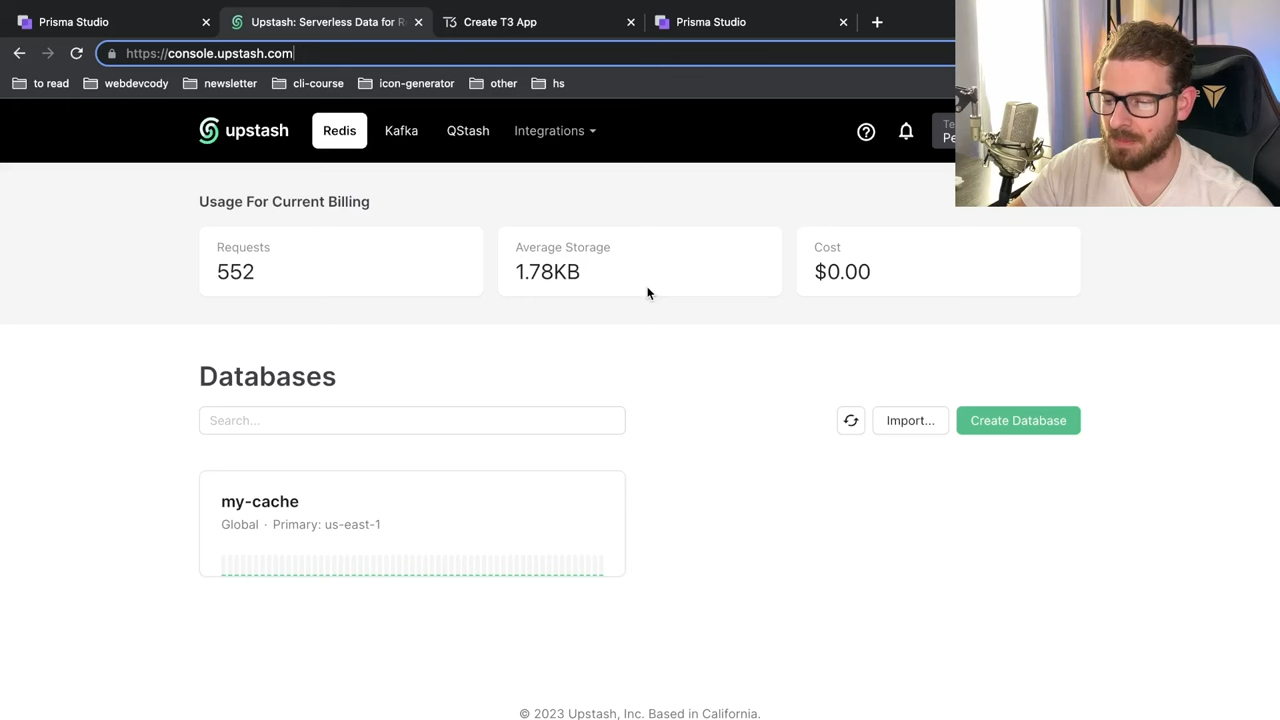 Prisma Studio
Upstash: Serverless Data for R
Create T3 App
Prisma Studio
https://console.upstash.com
to read
webdevcody
newsletter
cli-course
icon-generator
other
hs
upstash
Redis
Kafka
QStash
Integrations
Te
Pe
Usage For Current Billing
Requests
552
Average Storage
1.78KB
Cost
$0.00
Databases
Search...
Import...
Create Database
my-cache
Global · Primary: us-east-1
© 2023 Upstash, Inc. Based in California.